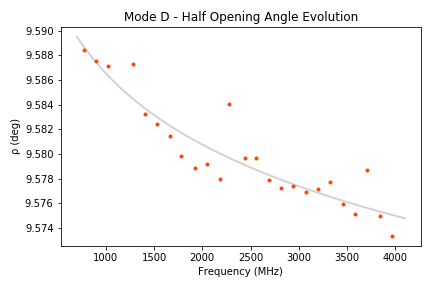 Mode D - Half Opening Angle Evolution
9.590
9.588
9.586
9.584
9.582
9.580
9.578
9.576
9.574
ρ (deg)
1000 1500 2000 2500 3000 3500 4000
Frequency (MHz)